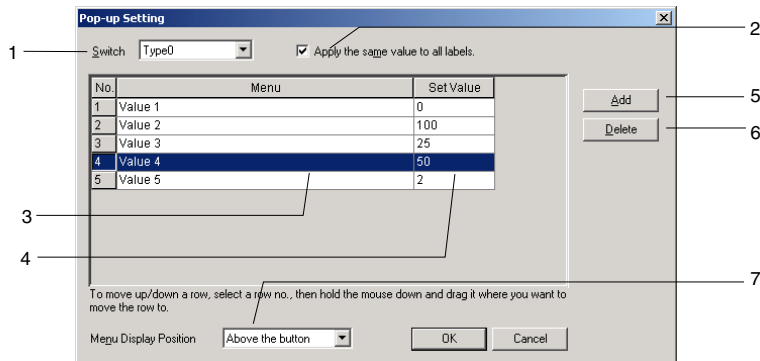 Pop-up Setting
2
1
Switch Type0 Apply the same value to all labels.
No. Menu Set Value
1 Value 1 0
2 Value 2 100
3 Value 3 25
4 Value 4 50
5 Value 5 2
Add
5
Delete
6
3
4
7
To move up/down a row, select a row no., then hold the mouse down and drag it where you want to
move the row to.
Menu Display Position Above the button OK Cancel